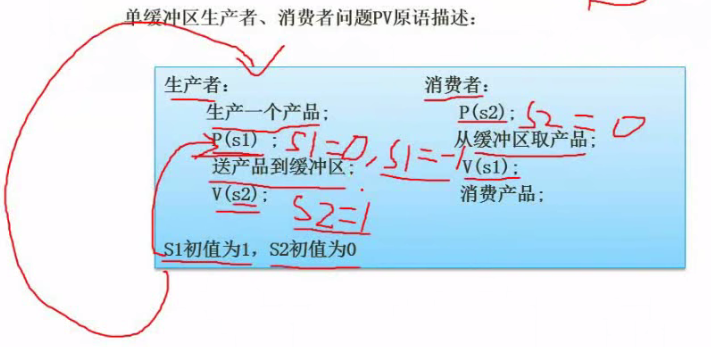 单缓冲区生产者、消费者问题PV原语描述：
生产者：
生产一个产品；
P(s1)； S1=0，S1=-1
送产品到缓冲区；
V(s2)； S2=1
S1初值为1，S2初值为0
消费者：
P(s2)； S2=0
从缓冲区取产品；
V(s1)；
消费产品；